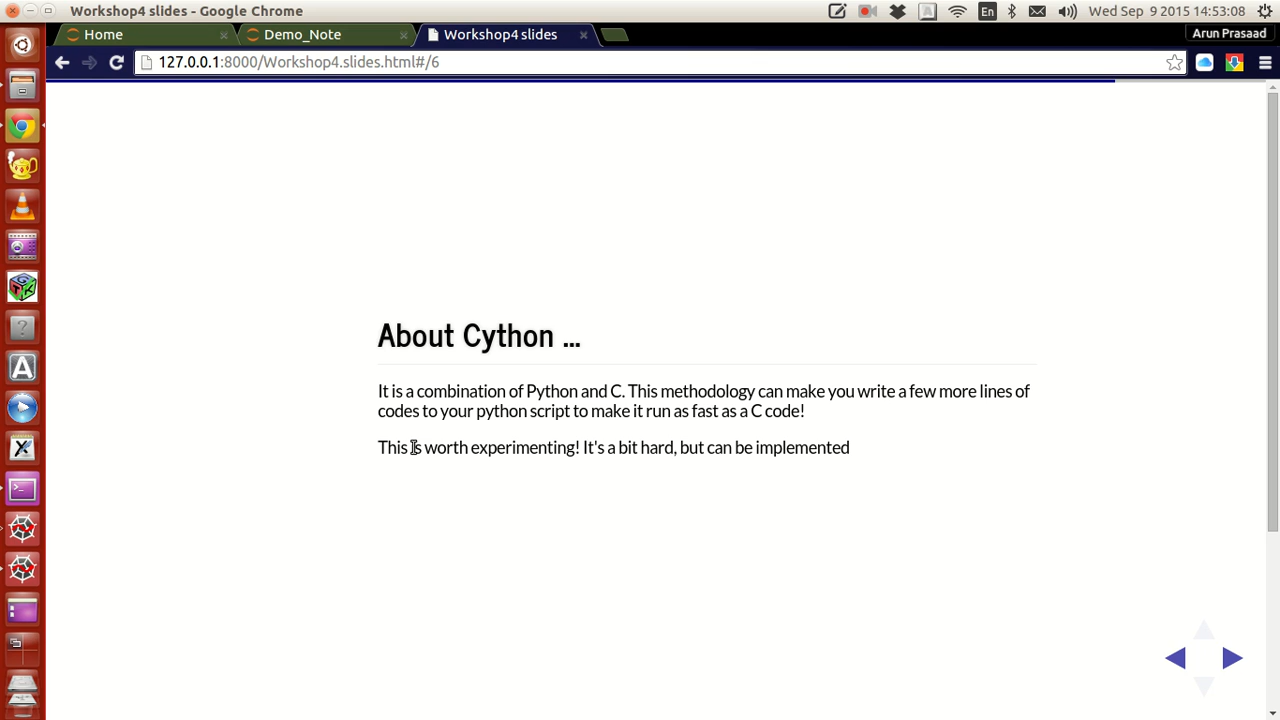 Workshop4 slides - Google Chrome
En
Wed Sep 9 2015 14:53:08
Home
Demo_Note
Workshop4 slides
Arun Prasaad
127.0.0.1:8000/Workshop4.slides.html#/6
About Cython ...
It is a combination of Python and C. This methodology can make you write a few more lines of
codes to your python script to make it run as fast as a C code!
This is worth experimenting! It's a bit hard, but can be implemented